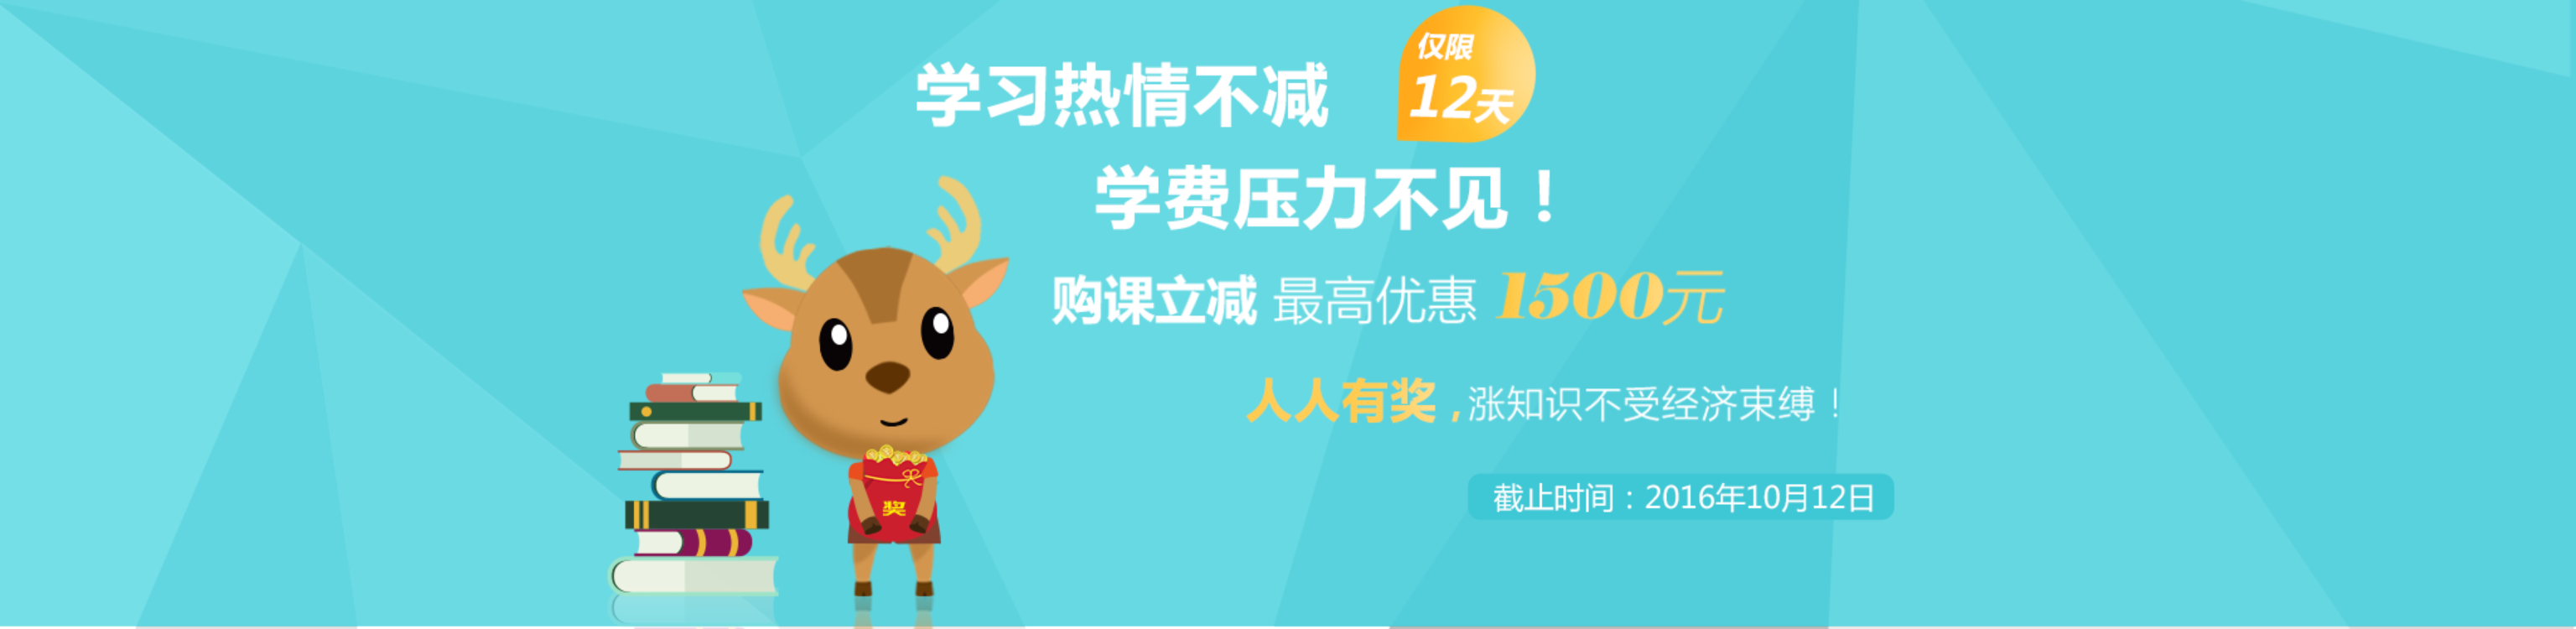 学习热情不减
仅限
12天
学费压力不见！
购课立减 最高优惠 1500元
人人有奖，涨知识不受经济束缚！
奖
截止时间：2016年10月12日